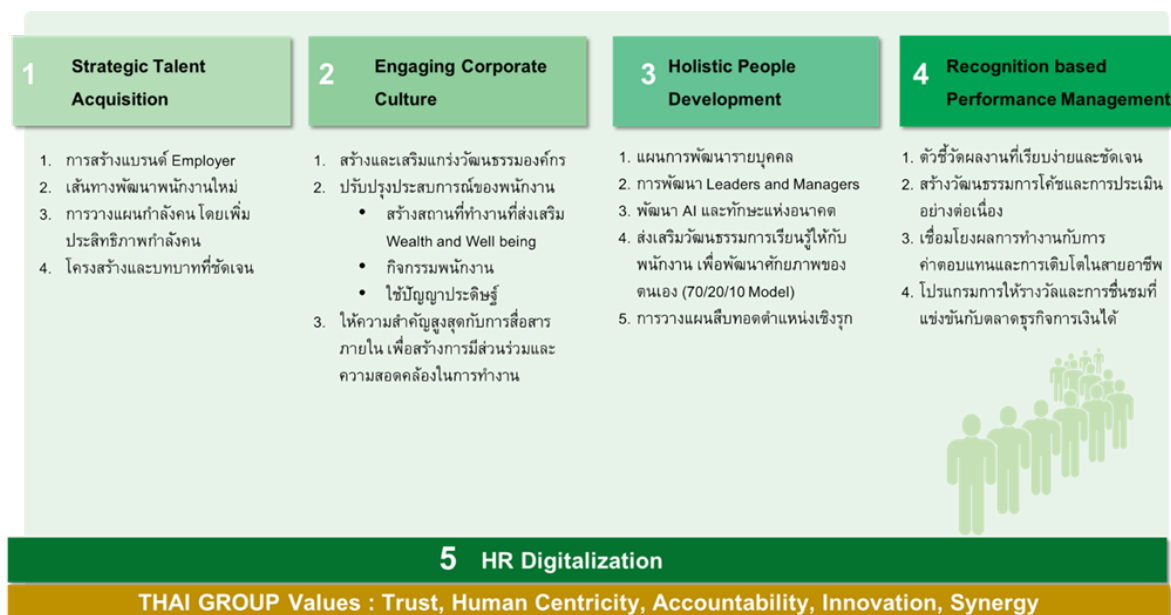 1 Strategic Talent
Acquisition
1. การสร้างแบรนด์ Employer
2. เส้นทางพัฒนาพนักงานใหม่
3. การวางแผนกำลังคน โดยเพิ่ม
ประสิทธิภาพกำลังคน
4. โครงสร้างและบทบาทที่ชัดเจน
2 Engaging Corporate
Culture
1. สร้างและเสริมแกร่งวัฒนธรรมองค์กร
2. ปรับปรุงประสบการณ์ของพนักงาน
• สร้างสถานที่ทำงานที่ส่งเสริม
Wealth and Well being
• กิจกรรมพนักงาน
• ใช้ปัญญาประดิษฐ์
3. ให้ความสำคัญสูงสุดกับการสื่อสาร
ภายใน เพื่อสร้างการมีส่วนร่วมและ
ความสอดคล้องในการทำงาน
3 Holistic People
Development
1. แผนการพัฒนารายบุคคล
2. การพัฒนา Leaders and Managers
3. พัฒนา AI และทักษะแห่งอนาคต
4. ส่งเสริมวัฒนธรรมการเรียนรู้ให้กับ
พนักงาน เพื่อพัฒนาศักยภาพของ
ตนเอง (70/20/10 Model)
5. การวางแผนสืบทอดตำแหน่งเชิงรุก
4 Recognition based
Performance Management
1. ตัวชี้วัดผลงานที่เรียบง่ายและชัดเจน
2. สร้างวัฒนธรรมการโค้ชและการประเมิน
อย่างต่อเนื่อง
3. เชื่อมโยงผลการทำงานกับการ
ค่าตอบแทนและการเติบโตในสายอาชีพ
4. โปรแกรมการให้รางวัลและการชื่นชมที่
แข่งขันกับตลาดธุรกิจการเงินได้
5 HR Digitalization
THAI GROUP Values : Trust, Human Centricity, Accountability, Innovation, Synergy